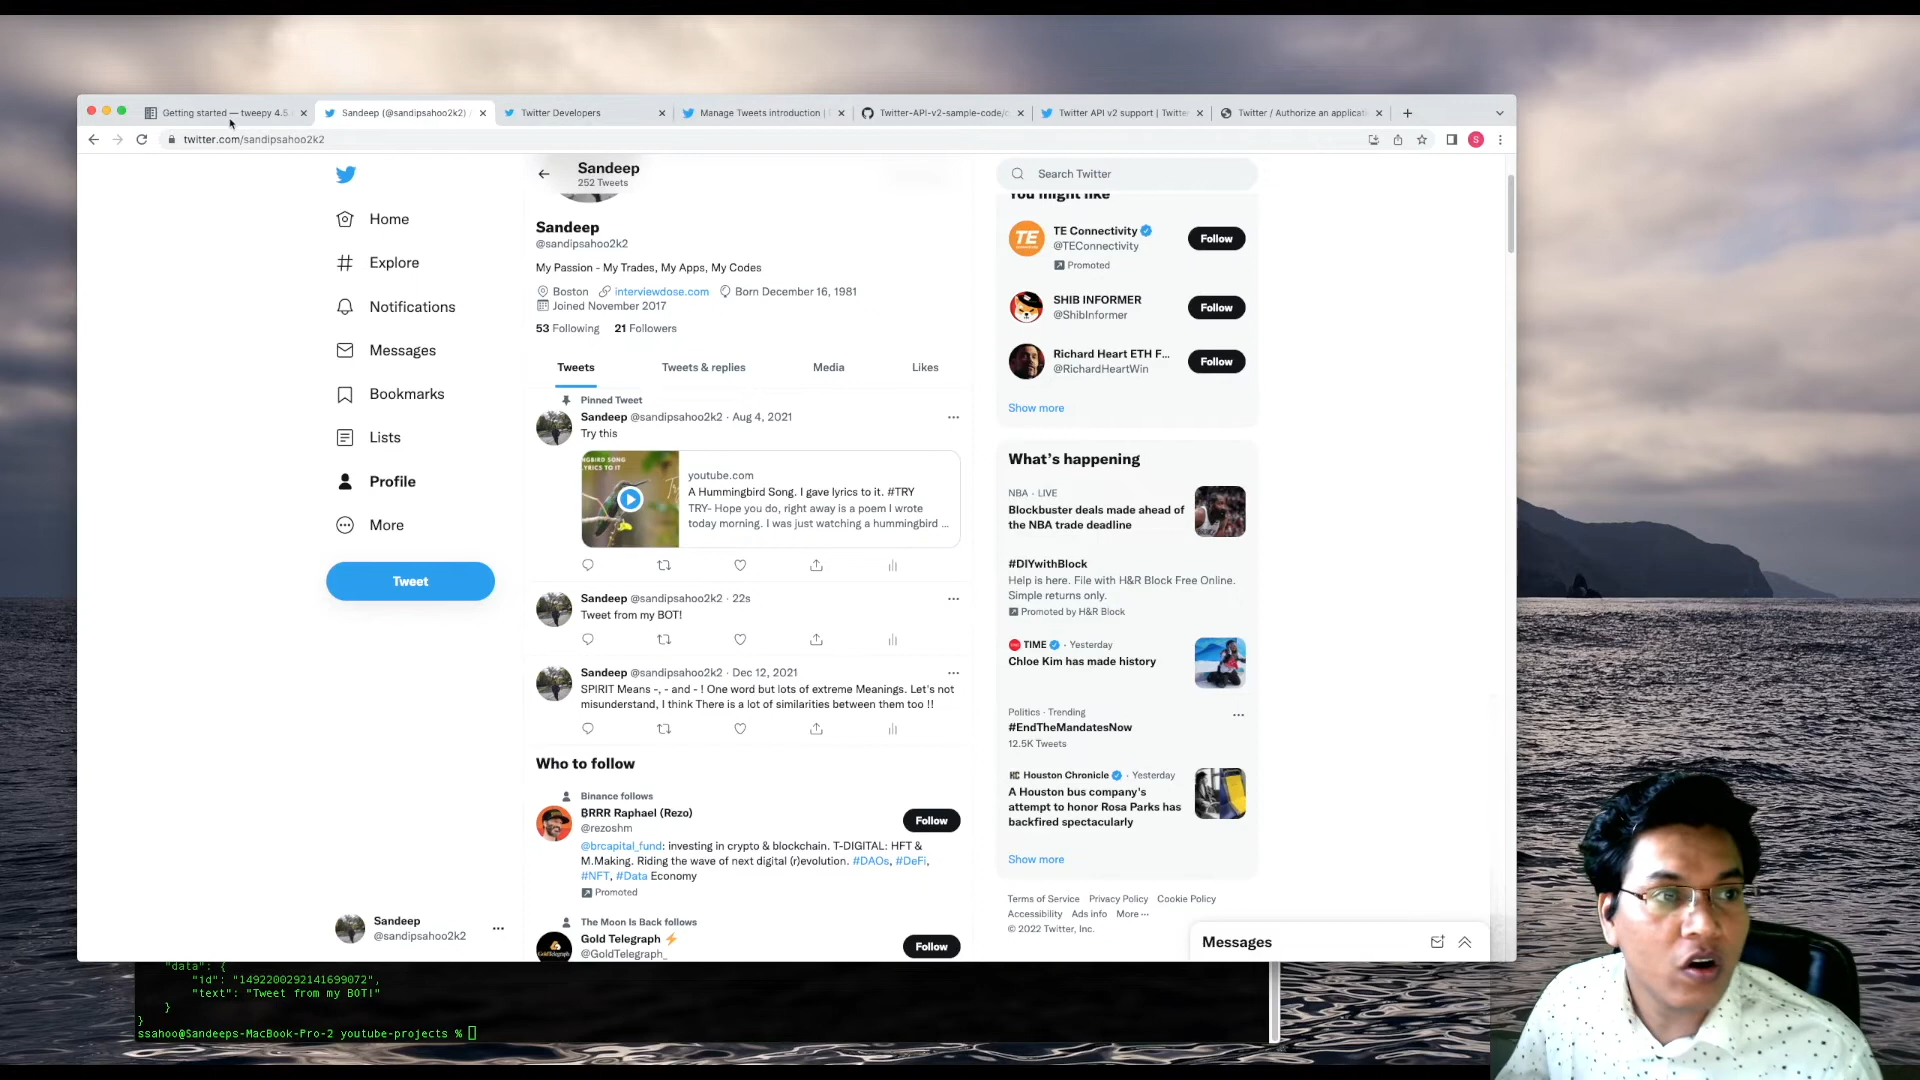 Getting started — tweepy 4.5.
Sandeep (@sandipsahoo2k2) /
Twitter Developers
Manage Tweets introduction |
Twitter-API-v2-sample-code/c
Twitter API v2 support | Twitter
Twitter / Authorize an applicati
twitter.com/sandipsahoo2k2
S
Home
Explore
Notifications
Messages
Bookmarks
Lists
Profile
More
Tweet
Sandeep
@sandipsahoo2k2
Sandeep
252 Tweets
Sandeep
@sandipsahoo2k2
My Passion - My Trades, My Apps, My Codes
Boston interviewdose.com Born December 16, 1981
Joined November 2017
53 Following 21 Followers
Tweets Tweets & replies Media Likes
Pinned Tweet
Sandeep @sandipsahoo2k2 · Aug 4, 2021
Try this
NGBIRD SONG
LYRICS TO IT
youtube.com
A Hummingbird Song. I gave lyrics to it. #TRY
TRY- Hope you do, right away is a poem I wrote
today morning. I was just watching a hummingbird ...
Sandeep @sandipsahoo2k2 · 22s
Tweet from my BOT!
Sandeep @sandipsahoo2k2 · Dec 12, 2021
SPIRIT Means -, - and - ! One word but lots of extreme Meanings. Let's not
misunderstand, I think There is a lot of similarities between them too !!
Who to follow
Binance follows
BRRR Raphael (Rezo)
@rezoshm
Follow
@brcapital_fund: investing in crypto & blockchain. T-DIGITAL: HFT &
M.Making. Riding the wave of next digital (r)evolution. #DAOs, #DeFi,
#NFT, #Data Economy
Promoted
The Moon Is Back follows
Gold Telegraph ⚡
@GoldTelegraph_
Follow
Search Twitter
You might like
TE
TE Connectivity
@TEConnectivity
Follow
Promoted
SHIB INFORMER
@ShibInformer
Follow
Richard Heart ETH F...
@RichardHeartWin
Follow
Show more
What's happening
NBA · LIVE
Blockbuster deals made ahead of
the NBA trade deadline
#DIYwithBlock
Help is here. File with H&R Block Free Online.
Simple returns only.
Promoted by H&R Block
TIME · Yesterday
Chloe Kim has made history
Politics · Trending
#EndTheMandatesNow
12.5K Tweets
Houston Chronicle · Yesterday
A Houston bus company's
attempt to honor Rosa Parks has
backfired spectacularly
Show more
Terms of Service Privacy Policy Cookie Policy
Accessibility Ads info More ···
© 2022 Twitter, Inc.
Messages
"data": {
"id": "1492200292141699072",
"text": "Tweet from my BOT!"
}
}
ssahoo@Sandeeps-MacBook-Pro-2 youtube-projects %